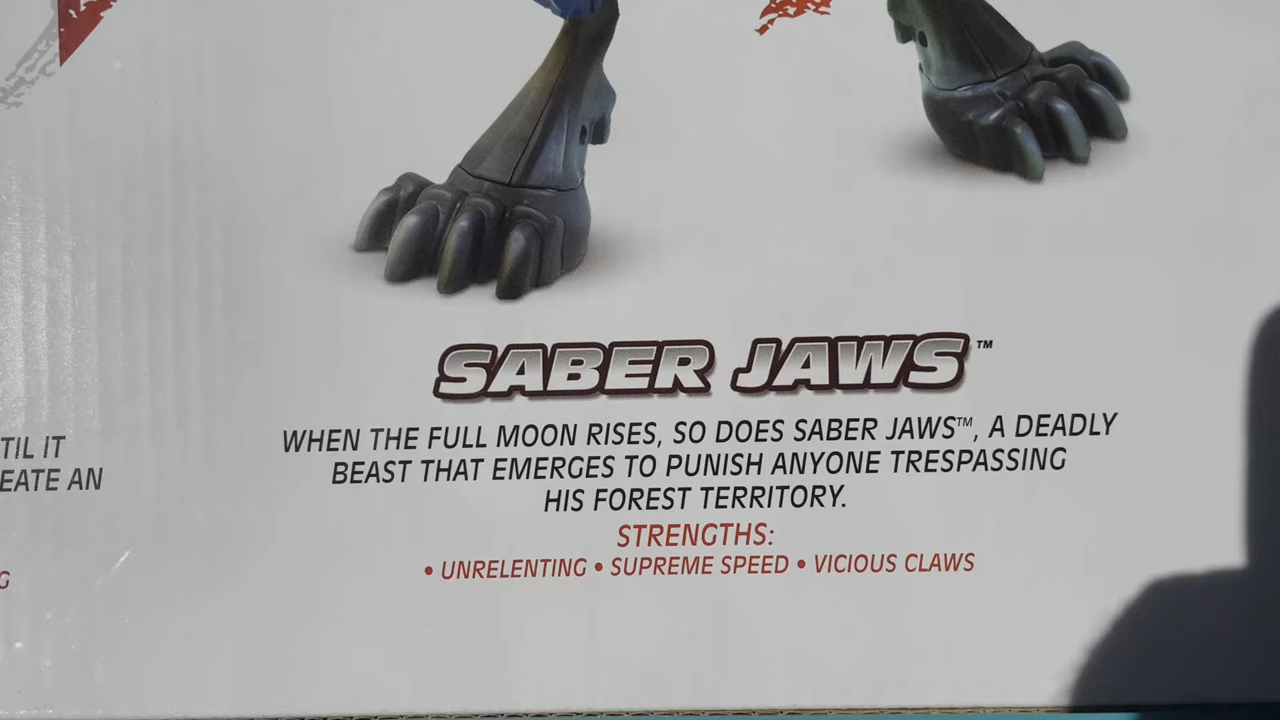 SABER JAWS™
WHEN THE FULL MOON RISES, SO DOES SABER JAWS™, A DEADLY
BEAST THAT EMERGES TO PUNISH ANYONE TRESPASSING
HIS FOREST TERRITORY.
STRENGTHS:
• UNRELENTING • SUPREME SPEED • VICIOUS CLAWS
TIL IT
EATE AN
G